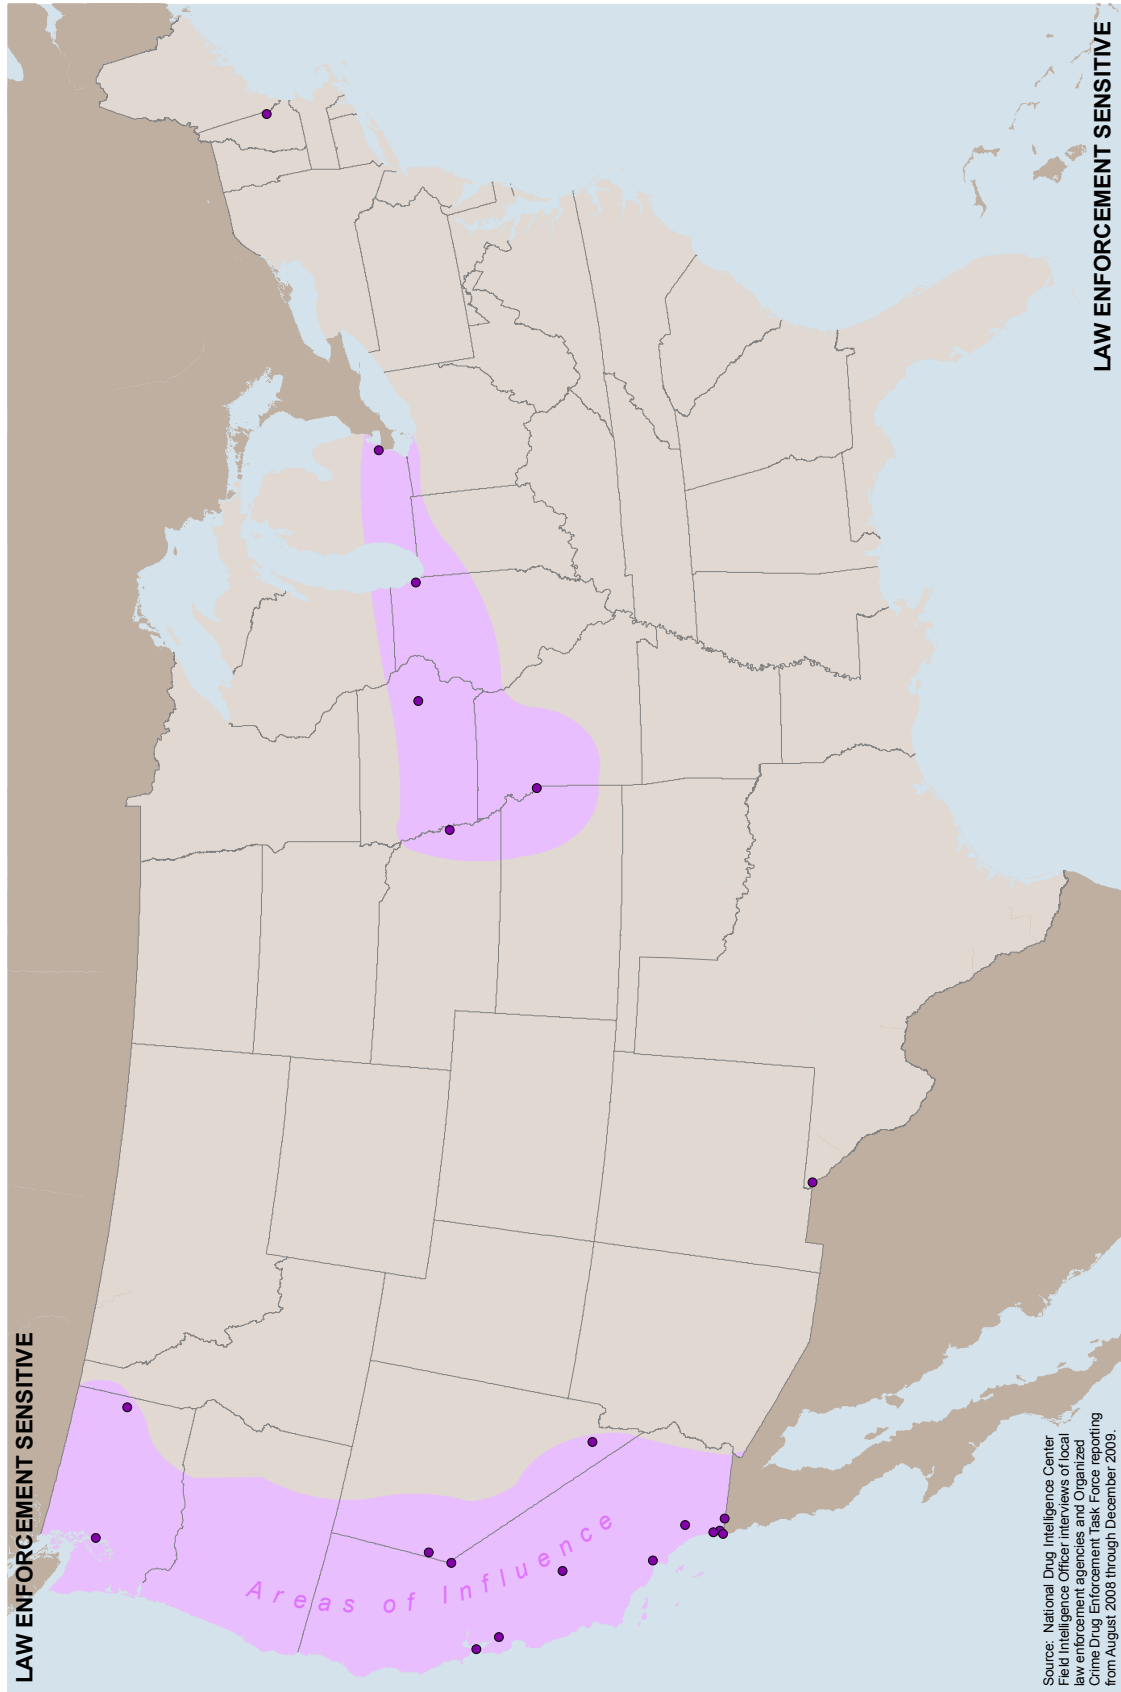 LAW ENFORCEMENT SENSITIVE
Areas of Influence
Source: National Drug Intelligence Center
Field Intelligence Officer interviews of local
law enforcement agencies and Organized
Crime Drug Enforcement Task Force reporting
from August 2008 through December 2009.
LAW ENFORCEMENT SENSITIVE